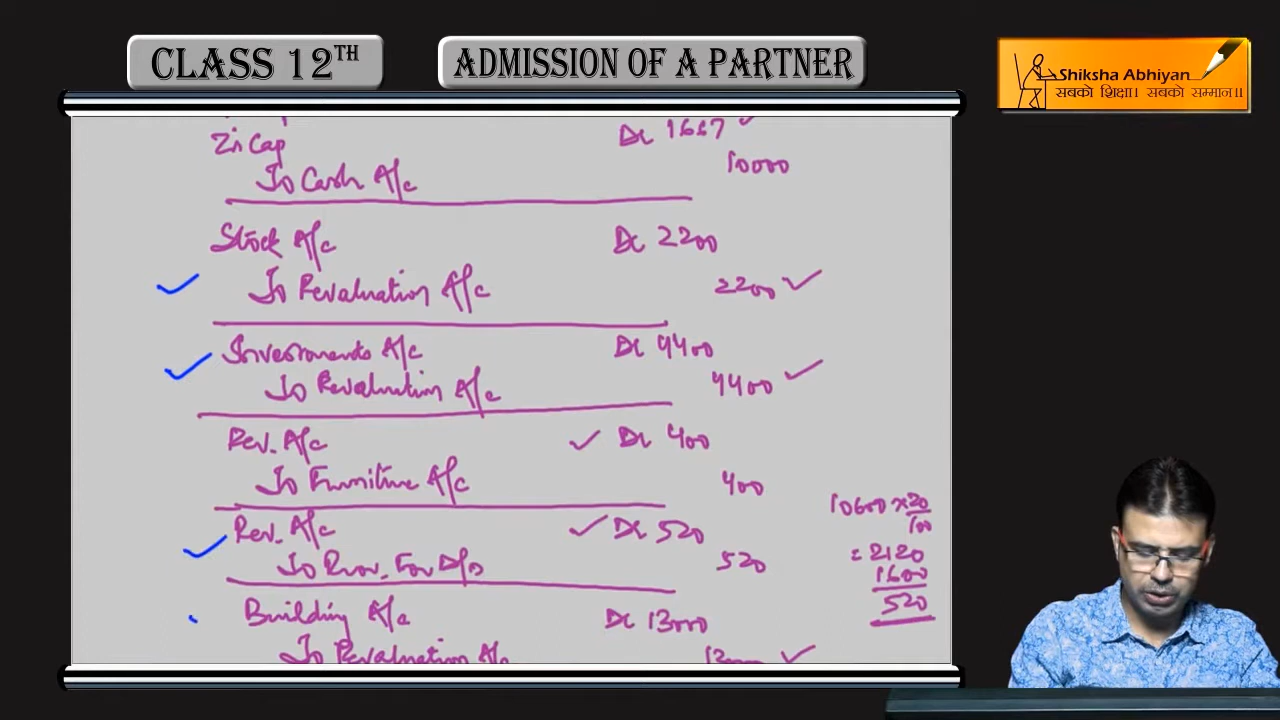 CLASS 12TH
ADMISSION OF A PARTNER
Shiksha Abhiyan
सबको शिक्षा। सबको सम्मान॥
Z's Cap Dr 1667
10000
To Cash A/c
Stock A/c Dr 2200
To Revaluation A/c 2200
Investments A/c Dr 4400
To Revaluation A/c 4400
Rev. A/c Dr 400
To Furniture A/c 400
Rev. A/c Dr 520
To Prov. For D/D 520
Building A/c Dr 13000
To Revaluation A/c 13000
10600 × 20/100
= 2120
1600
520